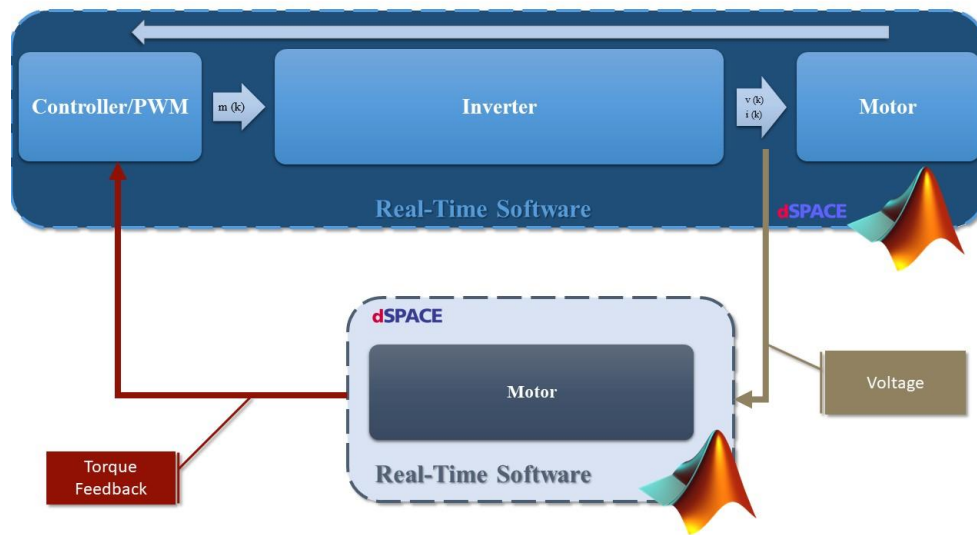 Controller/PWM
m (k)
Inverter
v (k)
i (k)
Motor
Real-Time Software
dSPACE
dSPACE
Motor
Real-Time Software
Voltage
Torque
Feedback